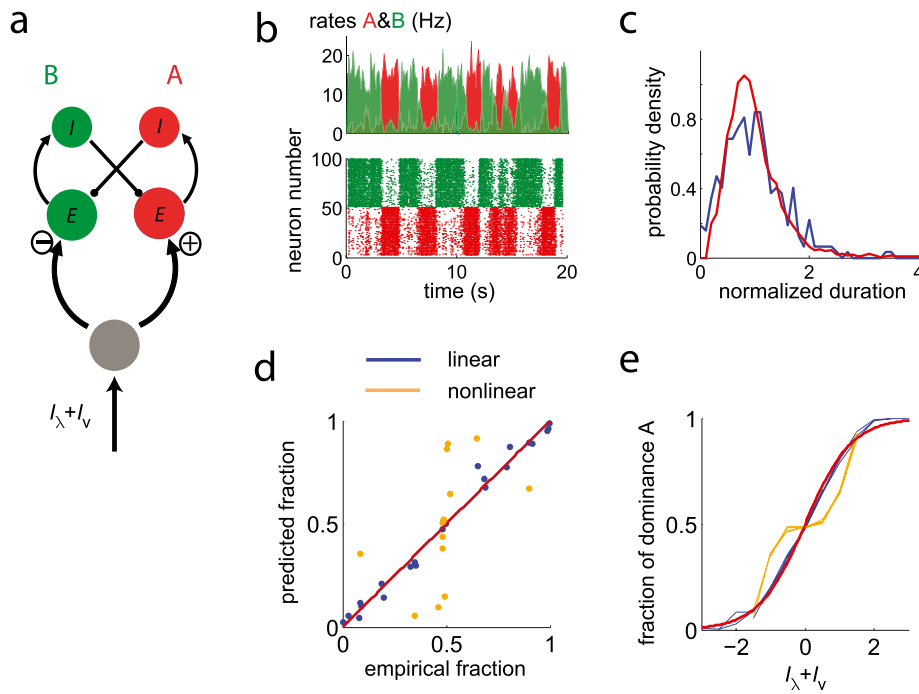 a
B A
I I
E E
− +
Iλ+Iν
b
rates A&B (Hz)
20
10
0
neuron number
100
50
0
0 10 20
time (s)
c
probability density
0.8
0.4
0
0 2 4
normalized duration
linear
nonlinear
d
predicted fraction
1
0.5
0
0 0.5 1
empirical fraction
e
fraction of dominance A
1
0.5
0
−2 0 2
Iλ+Iν